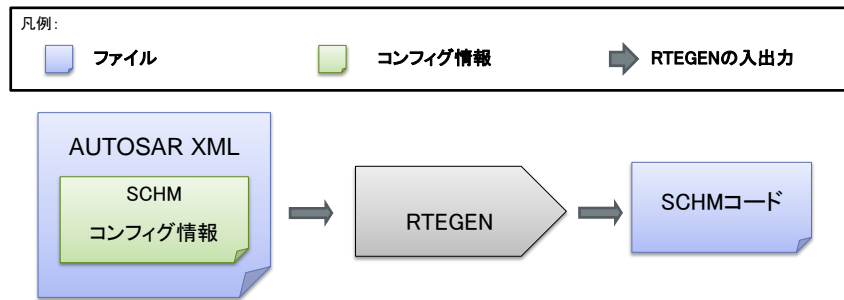 凡例:
ファイル
コンフィグ情報
RTEGENの入出力
AUTOSAR XML
SCHM
コンフィグ情報
RTEGEN
SCHMコード